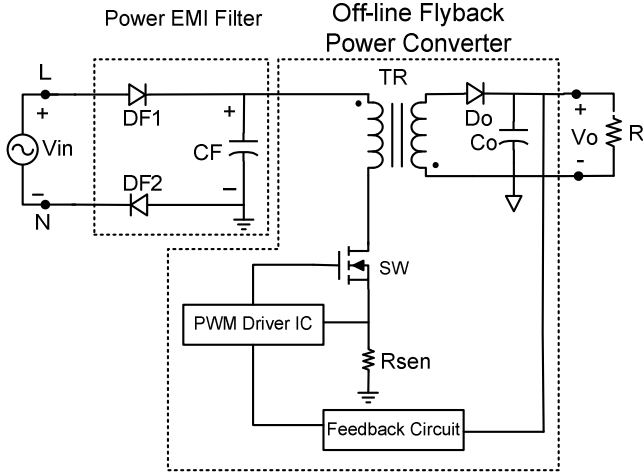 Off-line Flyback
Power EMI Filter
Power Converter
L
TR
+
DF1
+
Do
+
Vin
CF
Co
Vo
R
DF2
–
–
-
N
SW
PWM Driver IC
Rsen
Feedback Circuit